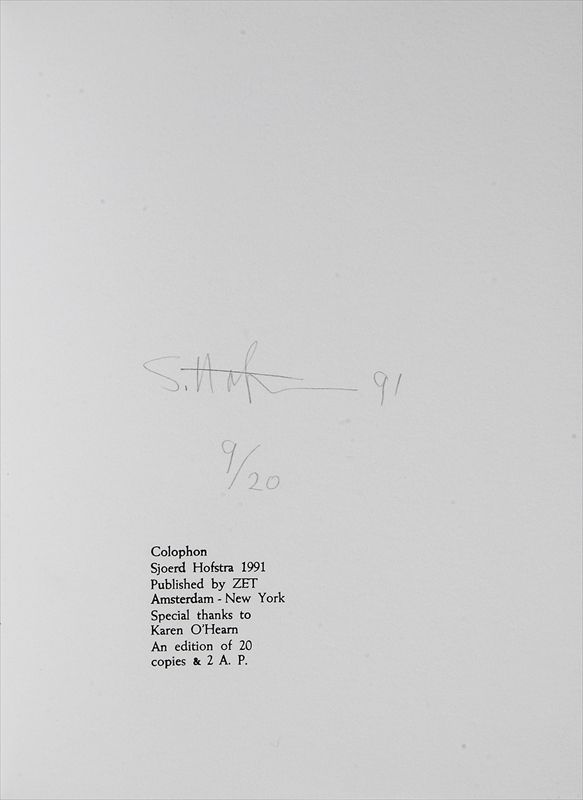 S. Hofstra 91
9/20
Colophon
Sjoerd Hofstra 1991
Published by ZET
Amsterdam - New York
Special thanks to
Karen O'Hearn
An edition of 20
copies & 2 A. P.